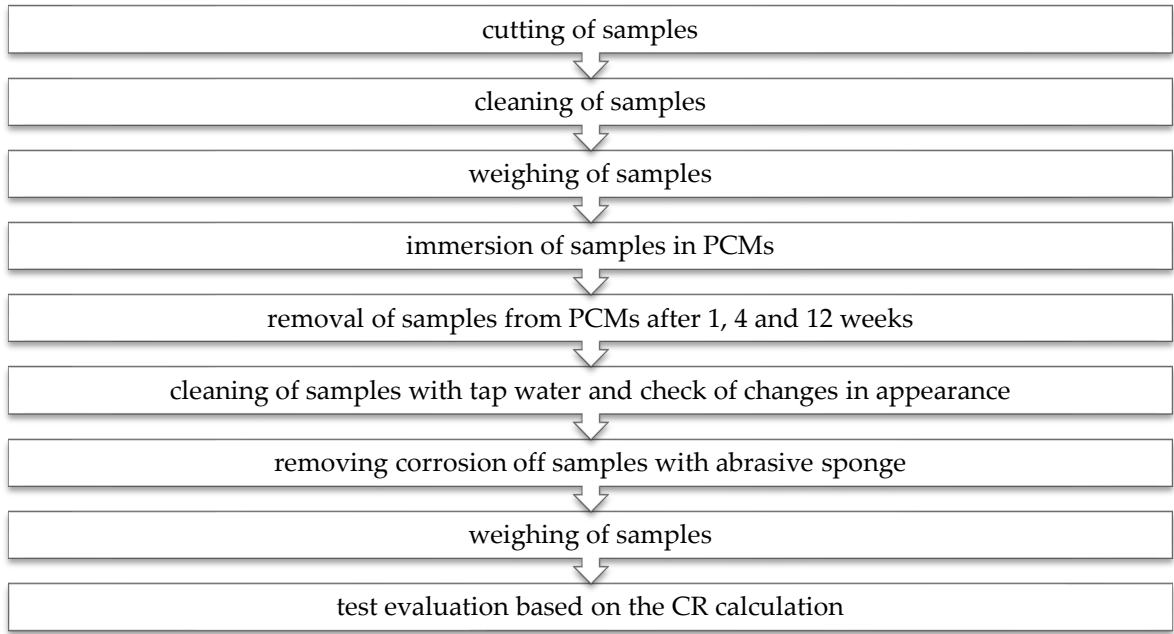 cutting of samples
cleaning of samples
weighing of samples
immersion of samples in PCMs
removal of samples from PCMs after 1, 4 and 12 weeks
cleaning of samples with tap water and check of changes in appearance
removing corrosion off samples with abrasive sponge
weighing of samples
test evaluation based on the CR calculation